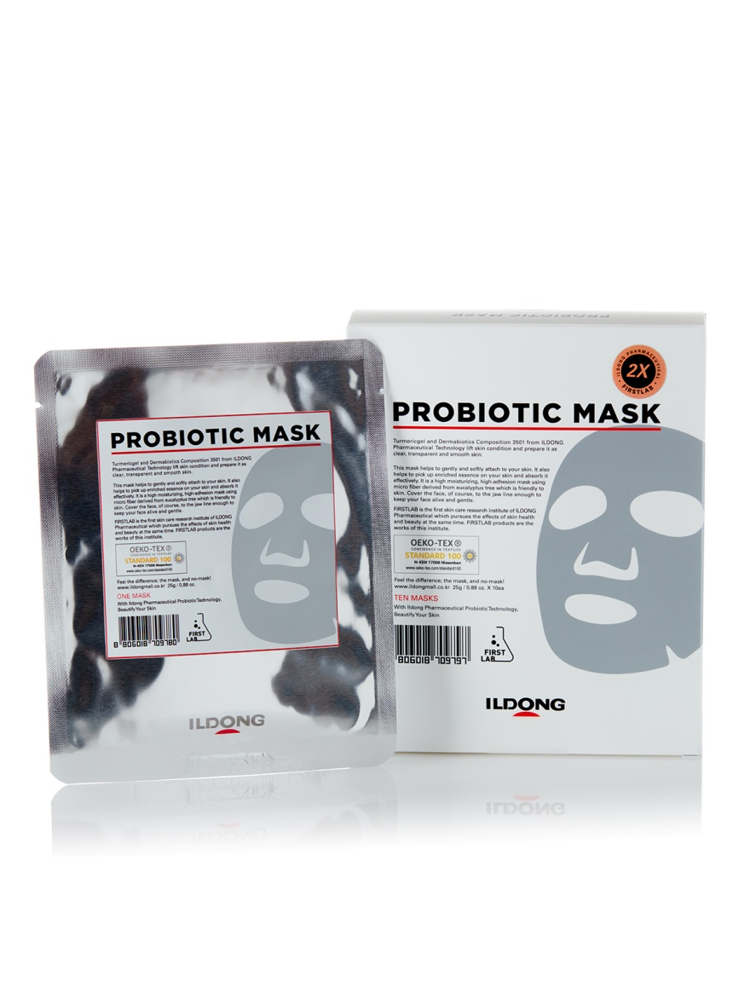 PROBIOTIC MASK
Turmericgel and Dermabiotics Composition 3501 from ILDONG
Pharmaceutical Technology lift skin condition and prepare it as
clear, transparent and smooth skin.
This mask helps to gently and softly attach to your skin. It also
helps to pick up enriched essence on your skin and absorb it
effectively. It is a high moisturizing, high-adhesion mask using
micro fiber derived from eucalyptus tree which is friendly to
skin. Cover the face, of course, to the jaw line enough to
keep your face alive and gentle.
FIRSTLAB is the first skin care research institute of ILDONG
Pharmaceutical which pursues the effects of skin health
and beauty at the same time. FIRSTLAB products are the
works of this institute.
OEKO-TEX®
CONFIDENCE IN TEXTILES
STANDARD 100
N-KEN 17006 Nissenken
www.oeko-tex.com/standard100
Feel the difference; the mask, and no-mask!
www.ildongmall.co.kr 25g / 0.88 oz.
ONE MASK
With Ildong Pharmaceutical Probiotic Technology,
Beautify Your Skin
8 806018 709780
FIRST
LAB
ILDONG
PROBIOTIC MASK
ILDONG PHARMACEUTICAL
2X
FIRSTLAB
PROBIOTIC MASK
Turmericgel and Dermabiotics Composition 3501 from ILDONG
Pharmaceutical Technology lift skin condition and prepare it as
clear, transparent and smooth skin.
This mask helps to gently and softly attach to your skin. It also
helps to pick up enriched essence on your skin and absorb it
effectively. It is a high moisturizing, high-adhesion mask using
micro fiber derived from eucalyptus tree which is friendly to
skin. Cover the face, of course, to the jaw line enough to
keep your face alive and gentle.
FIRSTLAB is the first skin care research institute of ILDONG
Pharmaceutical which pursues the effects of skin health
and beauty at the same time. FIRSTLAB products are the
works of this institute.
OEKO-TEX®
CONFIDENCE IN TEXTILES
STANDARD 100
N-KEN 17006 Nissenken
www.oeko-tex.com/standard100
Feel the difference; the mask, and no-mask!
www.ildongmall.co.kr 25g / 0.88 oz. X 10ea
TEN MASKS
With Ildong Pharmaceutical Probiotic Technology,
Beautify Your Skin
806018 709797
FIRST
LAB
ILDONG